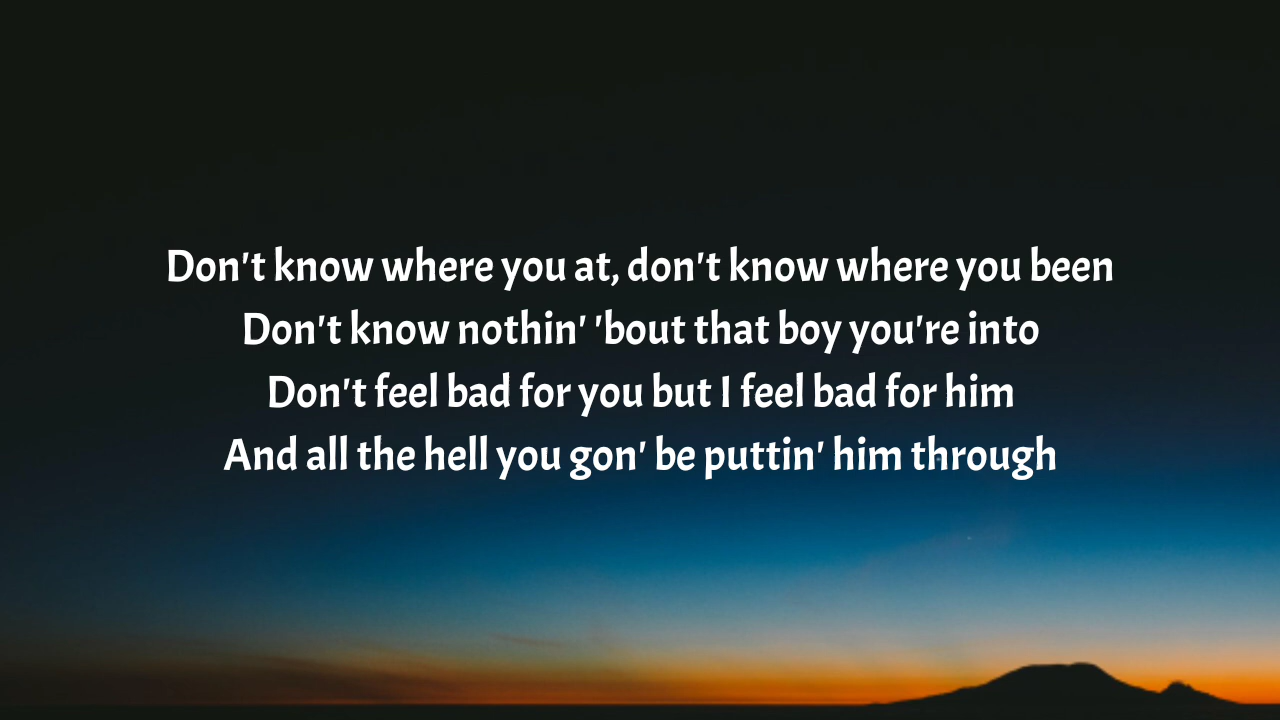 Don't know where you at, don't know where you been
Don't know nothin' 'bout that boy you're into
Don't feel bad for you but I feel bad for him
And all the hell you gon' be puttin' him through